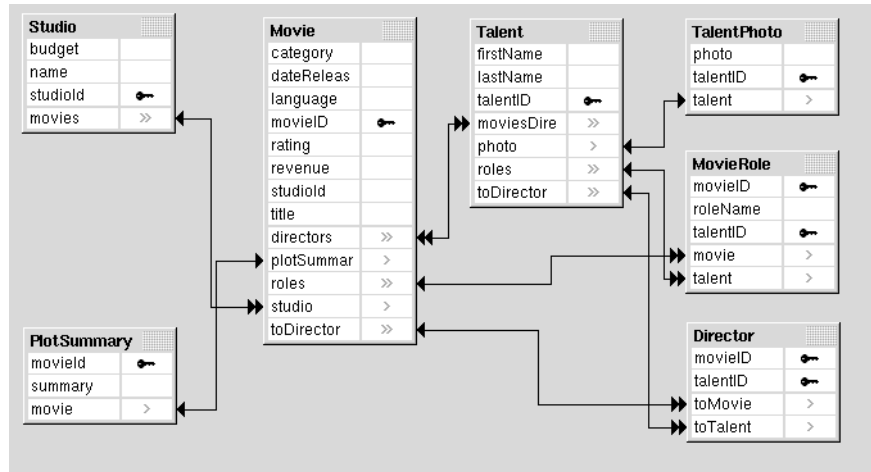 Studio
budget
name
studioId
movies
Movie
category
dateReleas
language
movieID
rating
revenue
studioId
title
directors
plotSummar
roles
studio
toDirector
Talent
firstName
lastName
talentID
moviesDire
photo
roles
toDirector
TalentPhoto
photo
talentID
talent
MovieRole
movieID
roleName
talentID
movie
talent
PlotSummary
movieId
summary
movie
Director
movieID
talentID
toMovie
toTalent